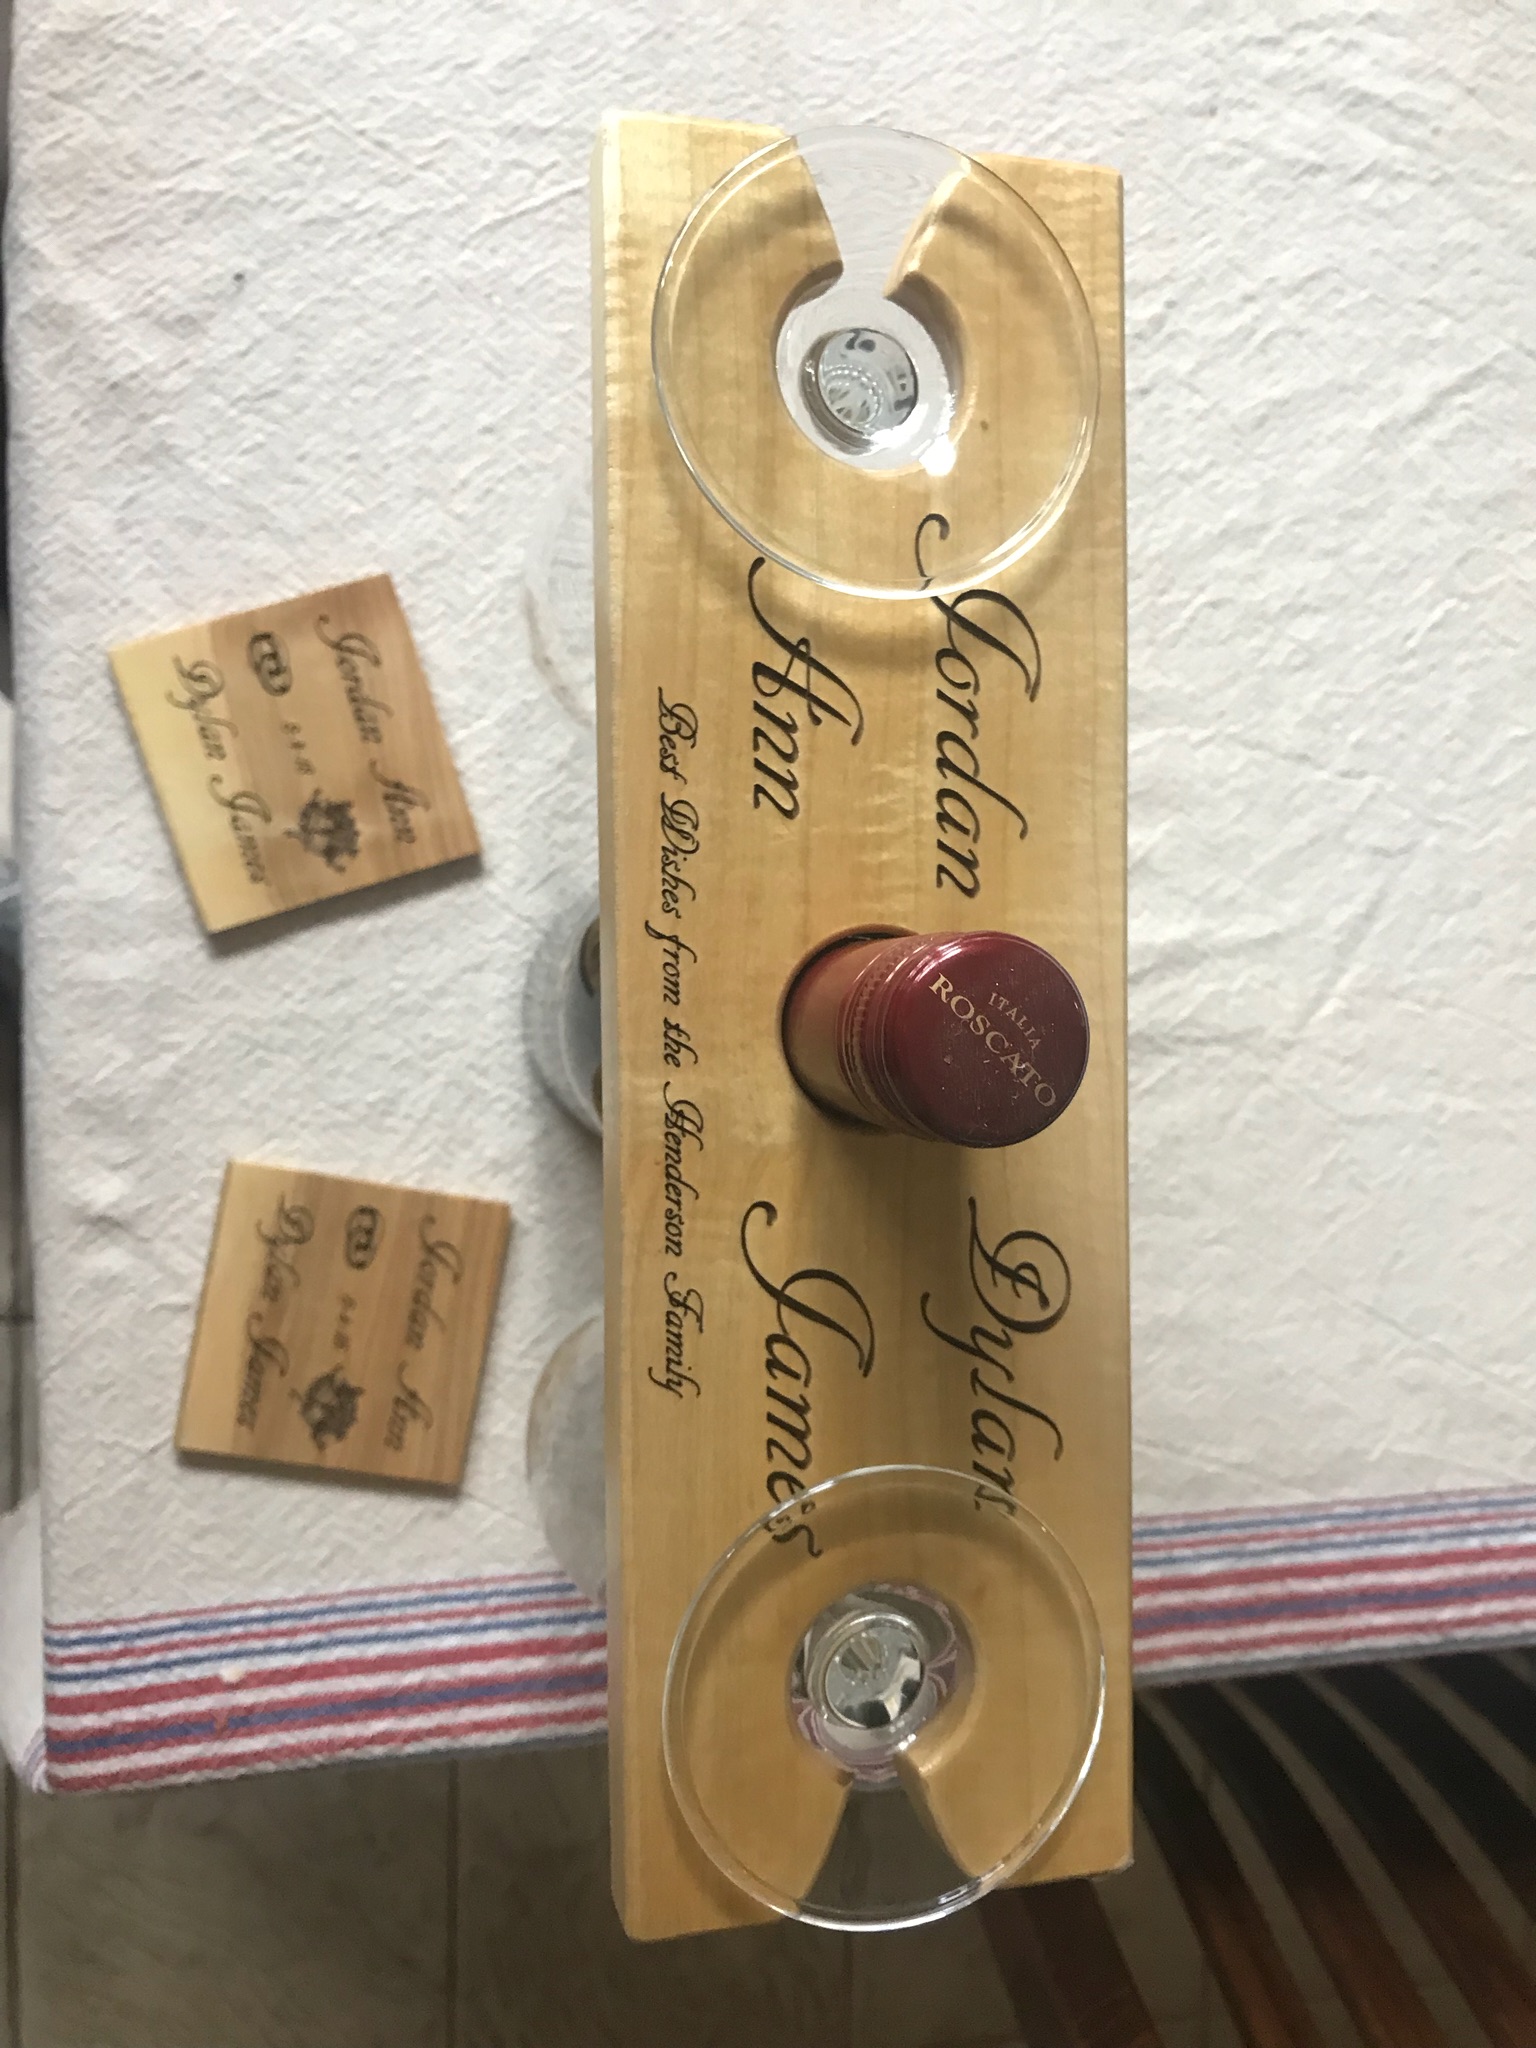 Jordan
Ann
Dylan
James
Best Wishes from the Henderson Family
ITALIA
ROSCATO
Jordan Ann
Dylan James
Jordan Ann
Dylan James